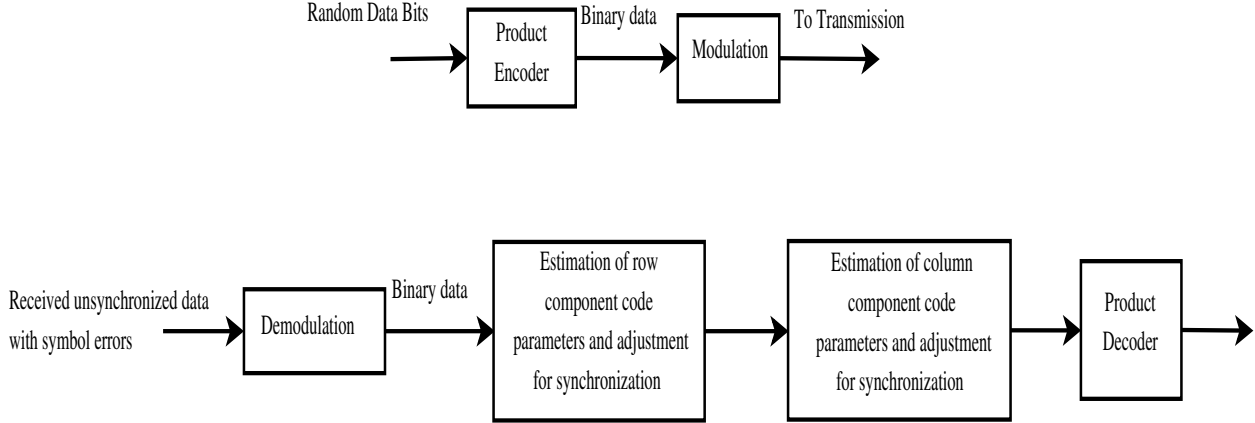 Random Data Bits
Product
Encoder
Binary data
Modulation
To Transmission
Received unsynchronized data
with symbol errors
Demodulation
Binary data
Estimation of row
component code
parameters and adjustment
for synchronization
Estimation of column
component code
parameters and adjustment
for synchronization
Product
Decoder